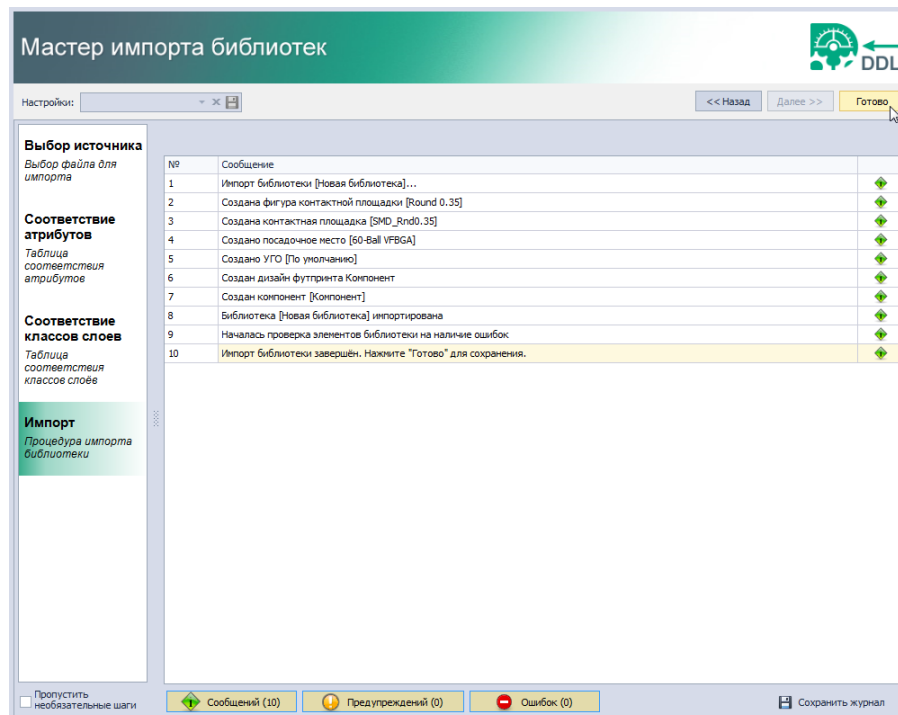 Мастер импорта библиотек
DDL
Настройки:
<< Назад
Далее >>
Готово
Выбор источника
Выбор файла для
импорта
Соответствие
атрибутов
Таблица
соответствия
атрибутов
Соответствие
классов слоев
Таблица
соответствия
классов слоёв
Импорт
Процедура импорта
библиотеки
№ Сообщение
1 Импорт библиотеки [Новая библиотека]...
2 Создана фигура контактной площадки [Round 0.35]
3 Создана контактная площадка [SMD_Rnd0.35]
4 Создано посадочное место [60-Ball VFBGA]
5 Создано УГО [По умолчанию]
6 Создан дизайн футпринта Компонент
7 Создан компонент [Компонент]
8 Библиотека [Новая библиотека] импортирована
9 Началась проверка элементов библиотеки на наличие ошибок
10 Импорт библиотеки завершён. Нажмите "Готово" для сохранения.
Пропустить
необязательные шаги
Сообщений (10)
Предупреждений (0)
Ошибок (0)
Сохранить журнал